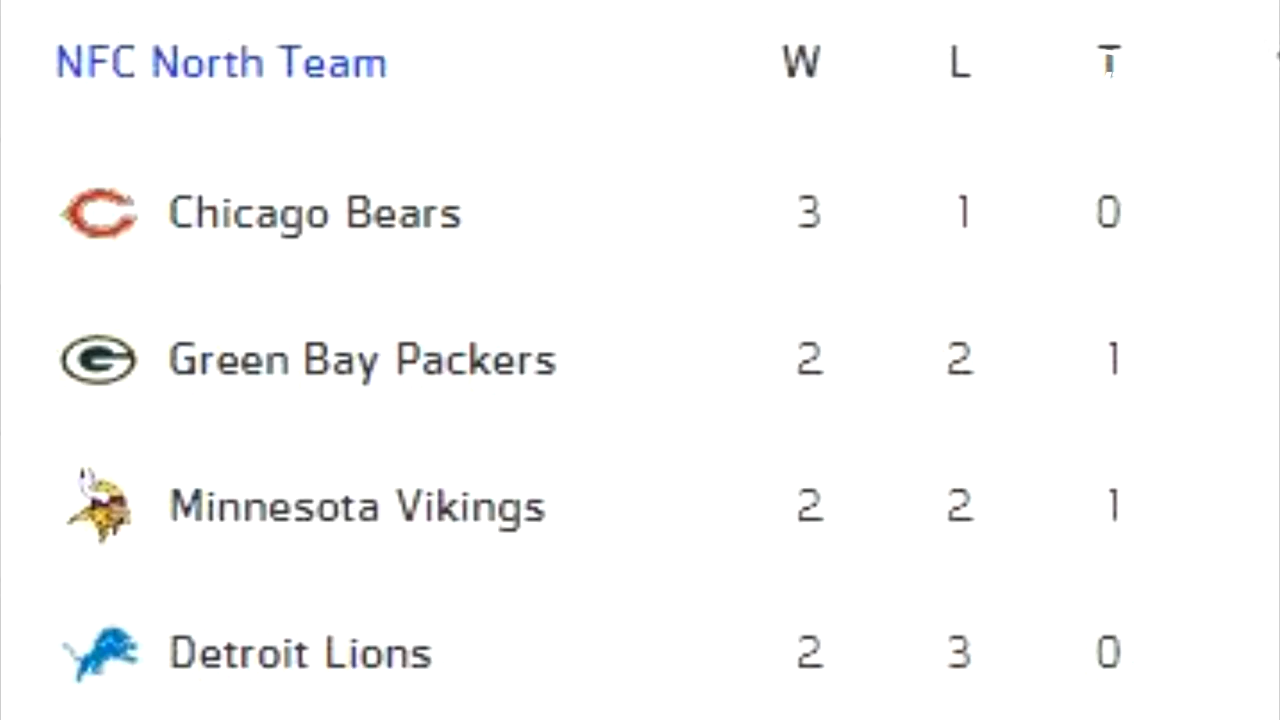 NFC North Team W L T
Chicago Bears 3 1 0
Green Bay Packers 2 2 1
Minnesota Vikings 2 2 1
Detroit Lions 2 3 0